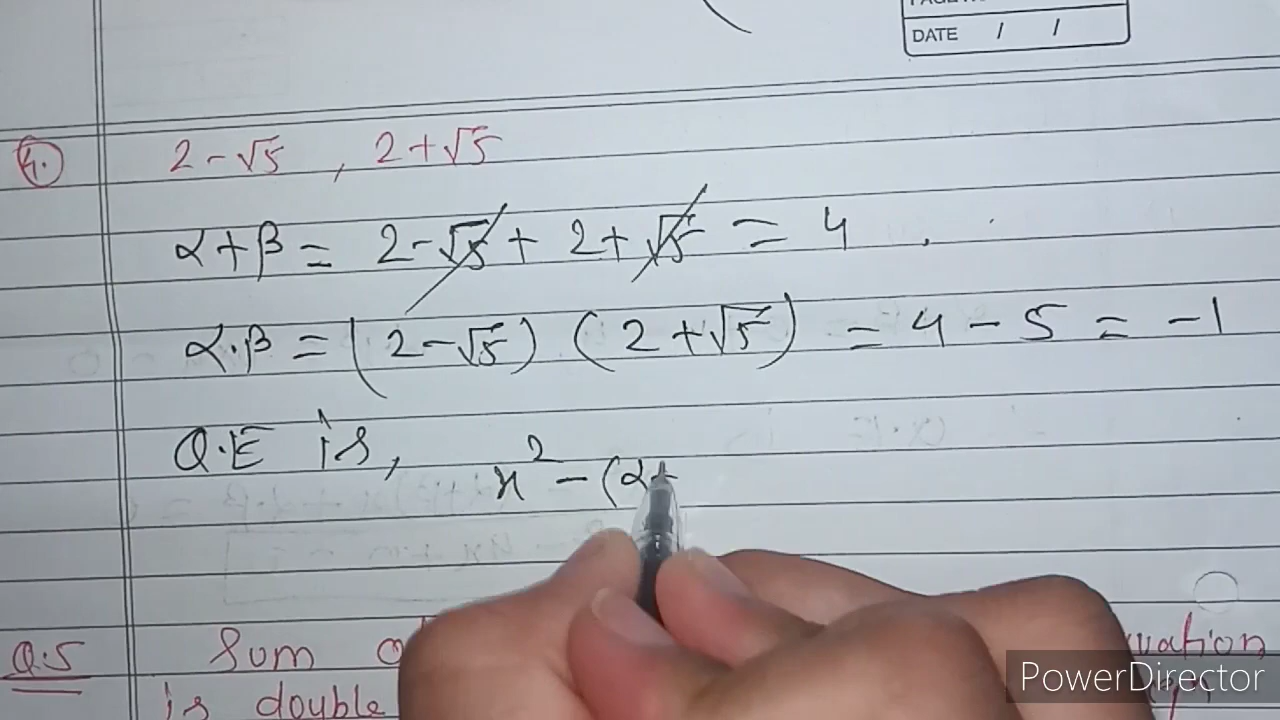 DATE / /
4. 2 - √5 , 2 + √5
α + β = 2 - √5 + 2 + √5 = 4 .
α . β = (2 - √5) (2 + √5) = 4 - 5 = -1
Q.E is, x² - (α +
Q.5 Sum
is double
PowerDirector